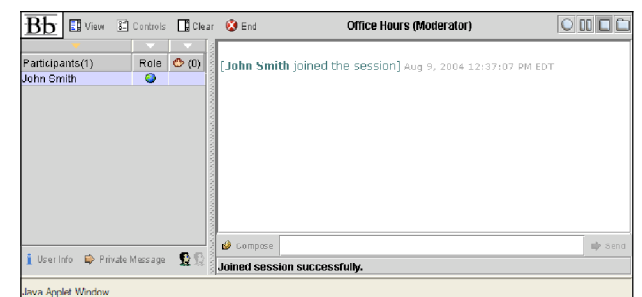 Bb View Controls Clear End Office Hours (Moderator)
Participants(1) Role (0)
John Smith
[John Smith joined the session] Aug 9, 2004 12:37:07 PM EDT
Compose Send
User Info Private Message
Joined session successfully.
Java Applet Window